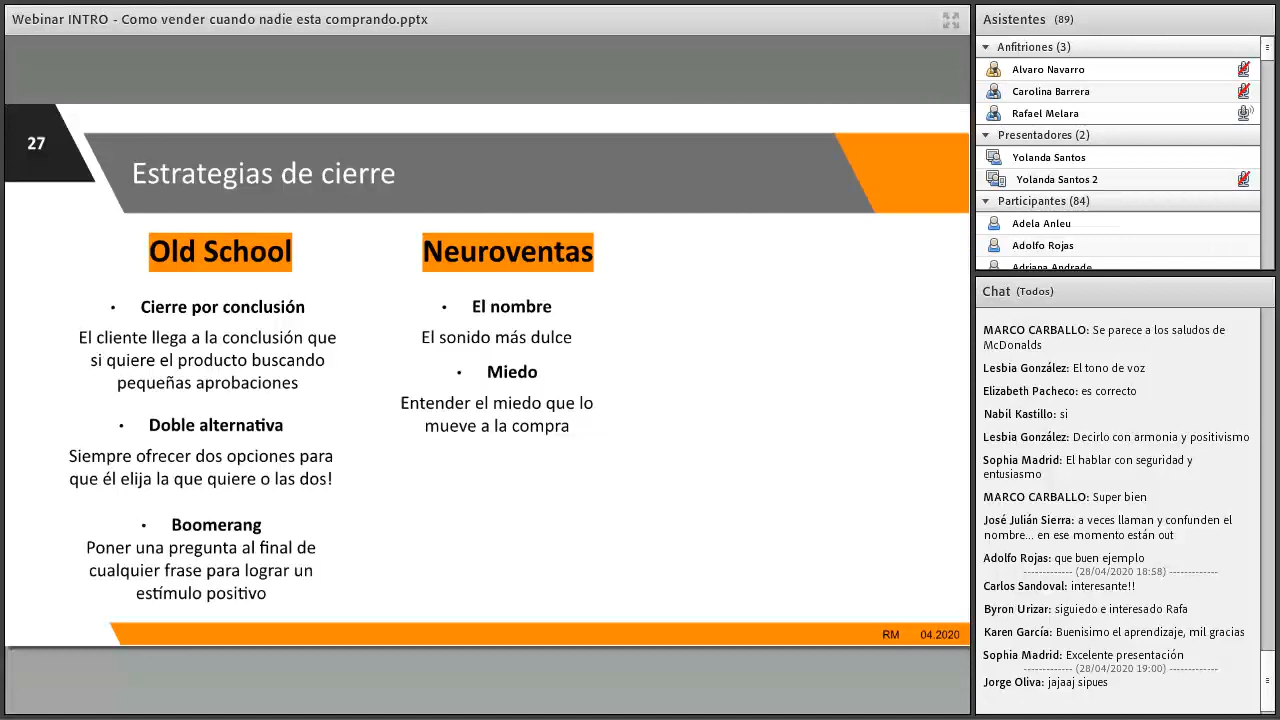 Webinar INTRO - Como vender cuando nadie esta comprando.pptx
27
Estrategias de cierre
Old School
• Cierre por conclusión
El cliente llega a la conclusión que
si quiere el producto buscando
pequeñas aprobaciones
• Doble alternativa
Siempre ofrecer dos opciones para
que él elija la que quiere o las dos!
• Boomerang
Poner una pregunta al final de
cualquier frase para lograr un
estímulo positivo
Neuroventas
• El nombre
El sonido más dulce
• Miedo
Entender el miedo que lo
mueve a la compra
RM 04.2020
Asistentes (89)
Anfitriones (3)
Alvaro Navarro
Carolina Barrera
Rafael Melara
Presentadores (2)
Yolanda Santos
Yolanda Santos 2
Participantes (84)
Adela Anleu
Adolfo Rojas
Adriana Andrade
Chat (Todos)
MARCO CARBALLO: Se parece a los saludos de
McDonalds
Lesbia González: El tono de voz
Elizabeth Pacheco: es correcto
Nabil Kastillo: si
Lesbia González: Decirlo con armonia y positivismo
Sophia Madrid: El hablar con seguridad y
entusiasmo
MARCO CARBALLO: Super bien
José Julián Sierra: a veces llaman y confunden el
nombre... en ese momento están out
Adolfo Rojas: que buen ejemplo
------------- (28/04/2020 18:58) -------------
Carlos Sandoval: interesante!!
Byron Urizar: siguiedo e interesado Rafa
Karen García: Buenisimo el aprendizaje, mil gracias
Sophia Madrid: Excelente presentación
------------- (28/04/2020 19:00) -------------
Jorge Oliva: jajaaj sipues